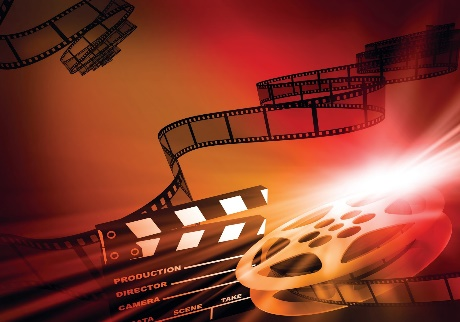 PRODUCTION
DIRECTOR
CAMERA
SCENE TAKE